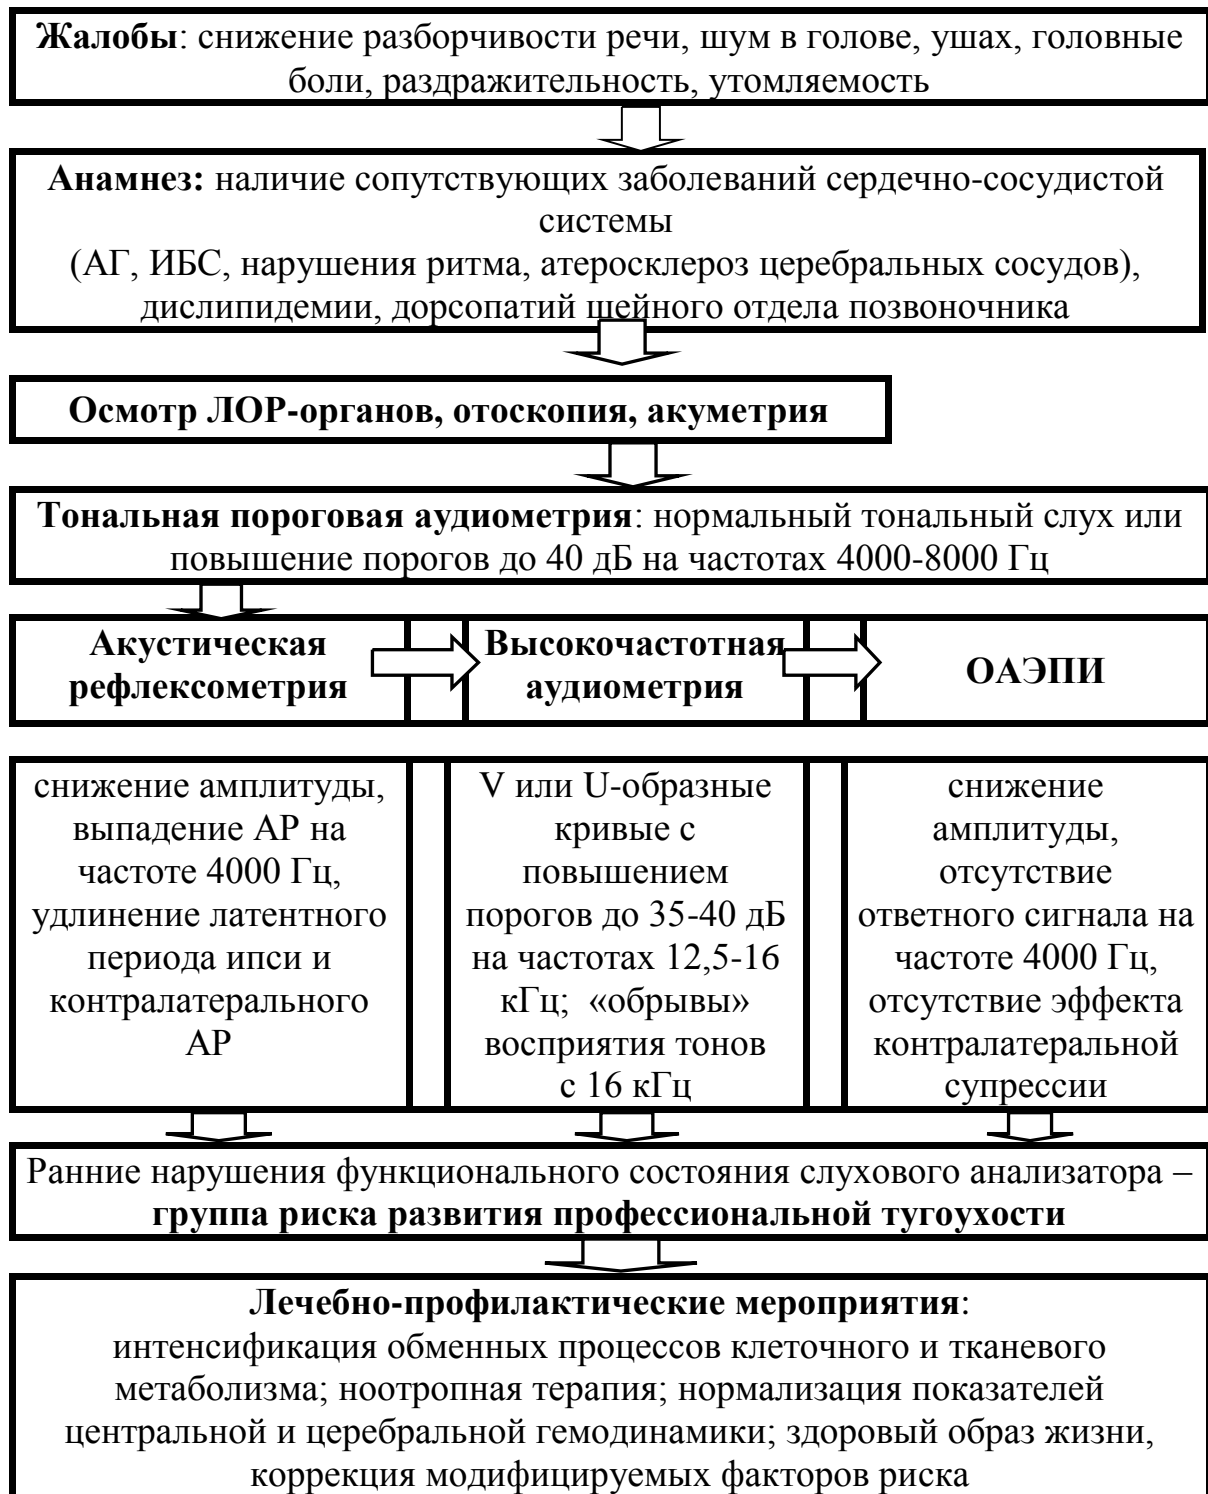 Жалобы: снижение разборчивости речи, шум в голове, ушах, головные
боли, раздражительность, утомляемость
Анамнез: наличие сопутствующих заболеваний сердечно-сосудистой
системы
(АГ, ИБС, нарушения ритма, атеросклероз церебральных сосудов),
дислипидемии, дорсопатий шейного отдела позвоночника
Осмотр ЛОР-органов, отоскопия, акуметрия
Тональная пороговая аудиометрия: нормальный тональный слух или
повышение порогов до 40 дБ на частотах 4000-8000 Гц
Акустическая
рефлексометрия
Высокочастотная
аудиометрия
ОАЭПИ
снижение амплитуды,
выпадение АР на
частоте 4000 Гц,
удлинение латентного
периода ипси и
контралатерального
АР
V или U-образные
кривые с
повышением
порогов до 35-40 дБ
на частотах 12,5-16
кГц; «обрывы»
восприятия тонов
с 16 кГц
снижение
амплитуды,
отсутствие
ответного сигнала на
частоте 4000 Гц,
отсутствие эффекта
контралатеральной
супрессии
Ранние нарушения функционального состояния слухового анализатора –
группа риска развития профессиональной тугоухости
Лечебно-профилактические мероприятия:
интенсификация обменных процессов клеточного и тканевого
метаболизма; ноотропная терапия; нормализация показателей
центральной и церебральной гемодинамики; здоровый образ жизни,
коррекция модифицируемых факторов риска